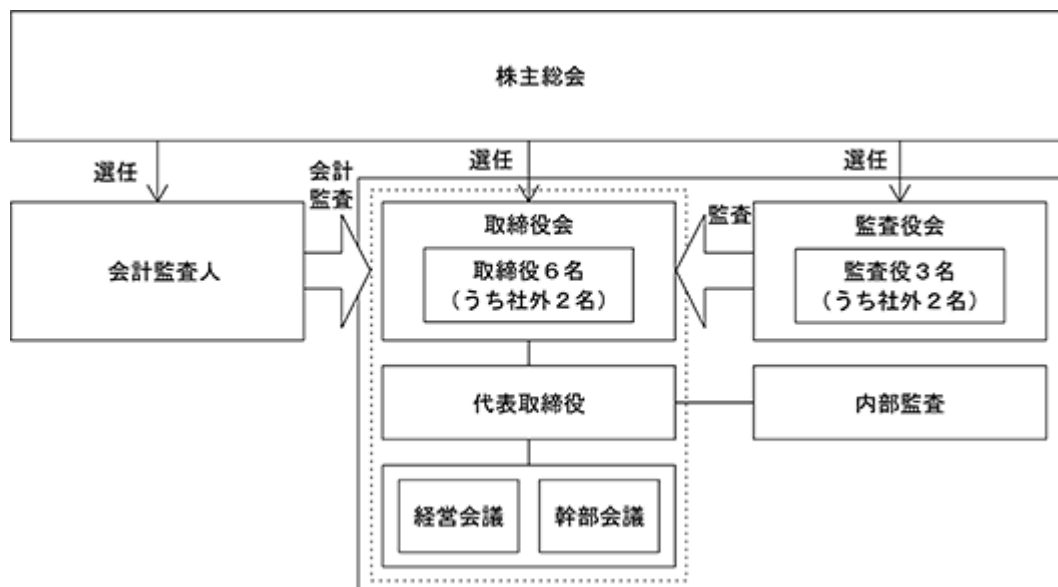 株主総会
選任
選任
選任
会計
監査
会計監査人
取締役会
取締役６名
（うち社外２名）
監査
監査役会
監査役３名
（うち社外２名）
代表取締役
内部監査
経営会議
幹部会議